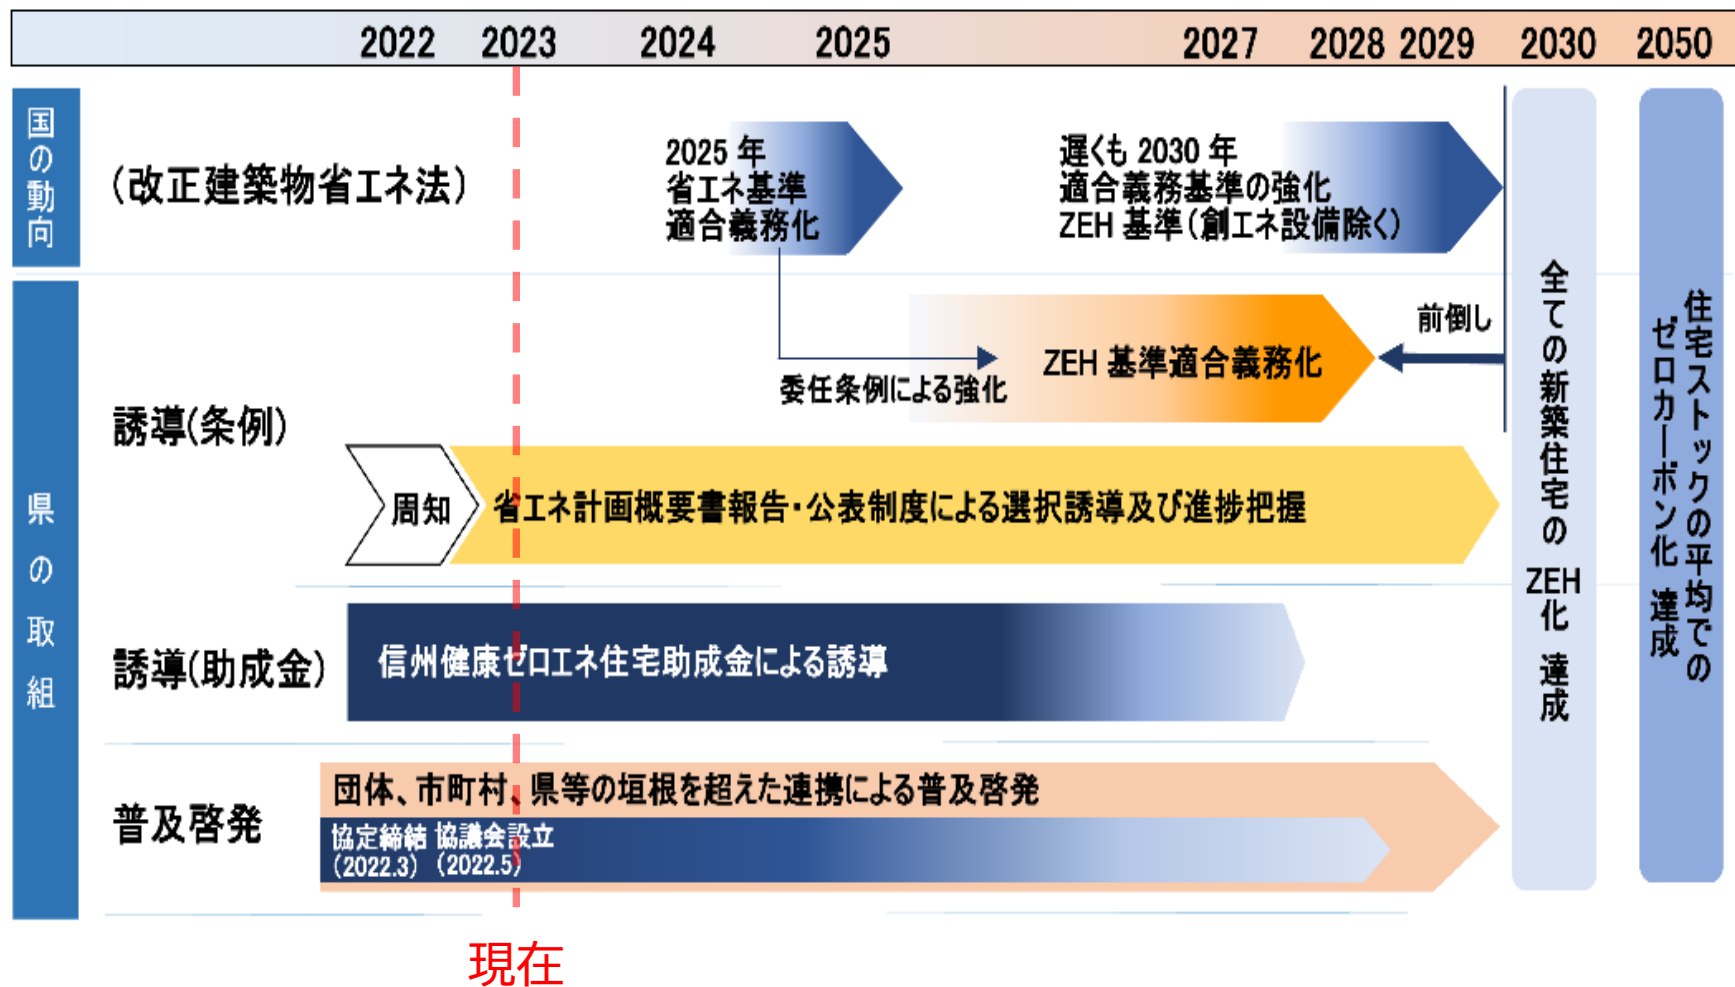 2022 2023 2024 2025 2027 2028 2029 2030 2050
国の動向
(改正建築物省エネ法)
2025 年
省エネ基準
適合義務化
遅くも 2030 年
適合義務基準の強化
ZEH 基準(創エネ設備除く)
県の取組
誘導(条例)
委任条例による強化
ZEH 基準適合義務化
前倒し
周知
省エネ計画概要書報告・公表制度による選択誘導及び進捗把握
誘導(助成金)
信州健康ゼロエネ住宅助成金による誘導
普及啓発
団体、市町村、県等の垣根を超えた連携による普及啓発
協定締結 協議会設立
(2022.3) (2022.5)
全ての新築住宅の ZEH 化 達成
住宅ストックの平均での
ゼロカーボン化 達成
現在